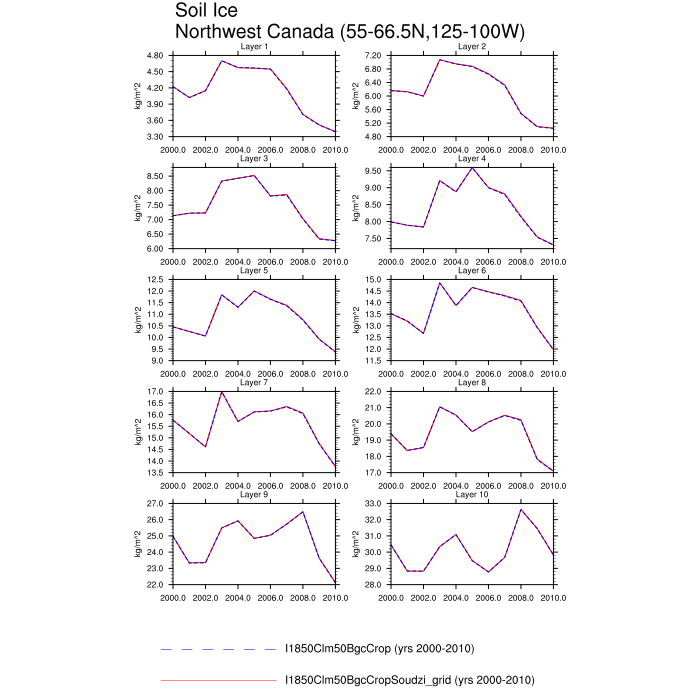 Soil Ice
Northwest Canada (55-66.5N,125-100W)
Layer 1
4.80
4.50
4.20
3.90
3.60
3.30
kg/m^2
2000.0 2002.0 2004.0 2006.0 2008.0 2010.0
Layer 2
7.20
6.80
6.40
6.00
5.60
5.20
4.80
kg/m^2
2000.0 2002.0 2004.0 2006.0 2008.0 2010.0
Layer 3
8.50
8.00
7.50
7.00
6.50
6.00
kg/m^2
2000.0 2002.0 2004.0 2006.0 2008.0 2010.0
Layer 4
9.50
9.00
8.50
8.00
7.50
kg/m^2
2000.0 2002.0 2004.0 2006.0 2008.0 2010.0
Layer 5
12.5
12.0
11.5
11.0
10.5
10.0
9.5
9.0
kg/m^2
2000.0 2002.0 2004.0 2006.0 2008.0 2010.0
Layer 6
15.0
14.5
14.0
13.5
13.0
12.5
12.0
11.5
kg/m^2
2000.0 2002.0 2004.0 2006.0 2008.0 2010.0
Layer 7
17.0
16.5
16.0
15.5
15.0
14.5
14.0
13.5
kg/m^2
2000.0 2002.0 2004.0 2006.0 2008.0 2010.0
Layer 8
22.0
21.0
20.0
19.0
18.0
17.0
kg/m^2
2000.0 2002.0 2004.0 2006.0 2008.0 2010.0
Layer 9
27.0
26.0
25.0
24.0
23.0
22.0
kg/m^2
2000.0 2002.0 2004.0 2006.0 2008.0 2010.0
Layer 10
33.0
32.0
31.0
30.0
29.0
28.0
kg/m^2
2000.0 2002.0 2004.0 2006.0 2008.0 2010.0
I1850Clm50BgcCrop (yrs 2000-2010)
I1850Clm50BgcCropSoudzi_grid (yrs 2000-2010)